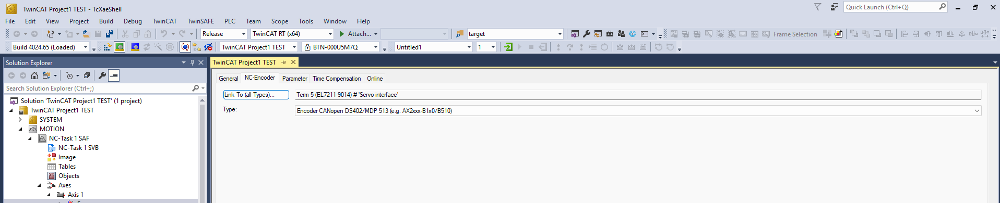 TwinCAT Project1 TEST - TcXaeShell
Quick Launch (Ctrl+Q)
File Edit View Project Build Debug TwinCAT TwinSAFE PLC Team Scope Tools Window Help
Release TwinCAT RT (x64) Attach... target Frame Selection
Build 4024.65 (Loaded) TwinCAT Project1 TEST BTN-000U5M7Q Untitled1 1
Solution Explorer
TwinCAT Project1 TEST
General NC-Encoder Parameter Time Compensation Online
Search Solution Explorer (Ctrl+;)
Link To (all Types)... Term 5 (EL7211-9014) # 'Servo interface'
Type: Encoder CANopen DS402/MDP 513 (e.g. AX2xxx-B1x0/B510)
Solution 'TwinCAT Project1 TEST' (1 project)
TwinCAT Project1 TEST
SYSTEM
MOTION
NC-Task 1 SAF
NC-Task 1 SVB
Image
Tables
Objects
Axes
Axis 1